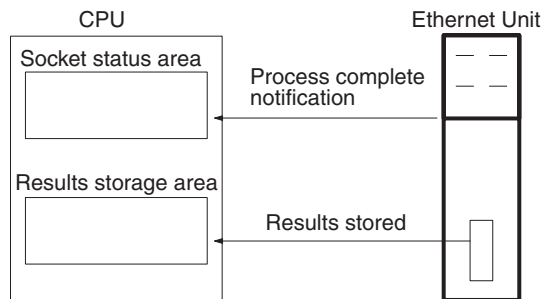 CPU
Ethernet Unit
Socket status area
Process complete
notification
Results storage area
Results stored